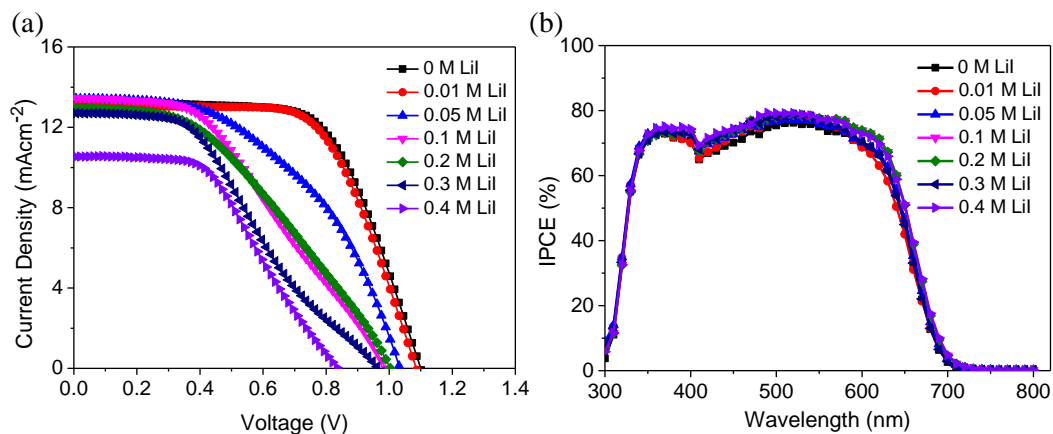 (a)
16
12
8
4
0
0.0 0.2 0.4 0.6 0.8 1.0 1.2 1.4
Current Density (mAcm⁻²)
Voltage (V)
0 M LiI
0.01 M LiI
0.05 M LiI
0.1 M LiI
0.2 M LiI
0.3 M LiI
0.4 M LiI
(b)
100
80
60
40
20
0
300 400 500 600 700 800
IPCE (%)
Wavelength (nm)
0 M LiI
0.01 M LiI
0.05 M LiI
0.1 M LiI
0.2 M LiI
0.3 M LiI
0.4 M LiI